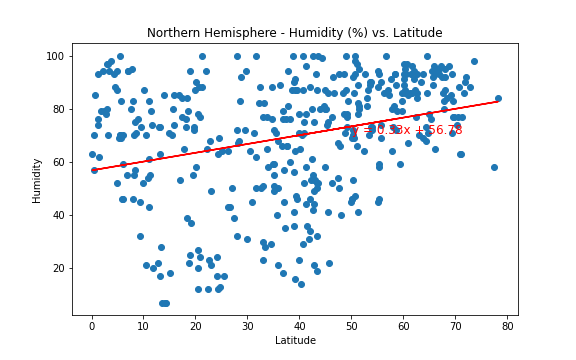 Northern Hemisphere - Humidity (%) vs. Latitude
100
80
60
40
20
Humidity
y = 0.33x + 56.78
0 10 20 30 40 50 60 70 80
Latitude